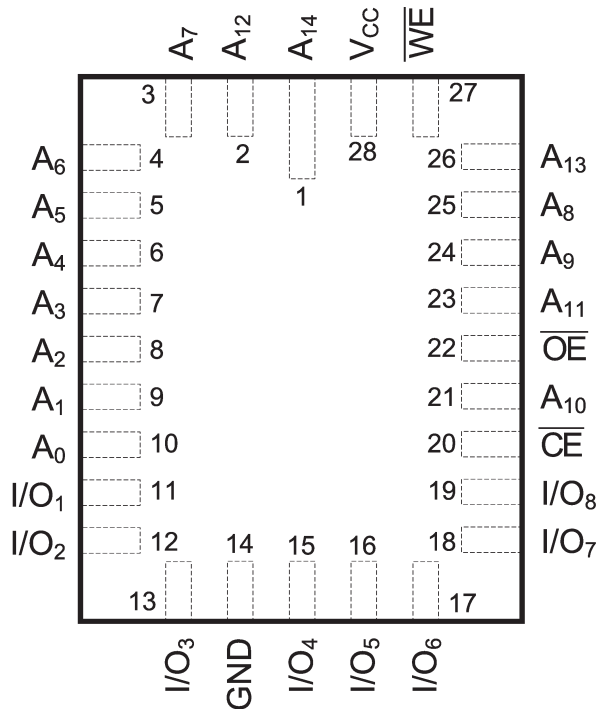 A7 A12 A14 VCC WE
3 27
2 28
1
A6 4 26 A13
A5 5 25 A8
A4 6 24 A9
A3 7 23 A11
A2 8 22 OE
A1 9 21 A10
A0 10 20 CE
I/O1 11 19 I/O8
I/O2 12 14 15 16 18 I/O7
13 17
I/O3 GND I/O4 I/O5 I/O6